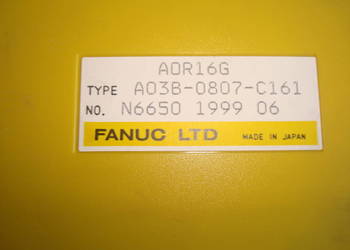 AOR16G
TYPE A03B-0807-C161
NO. N6650 1999 06
FANUC LTD MADE IN JAPAN